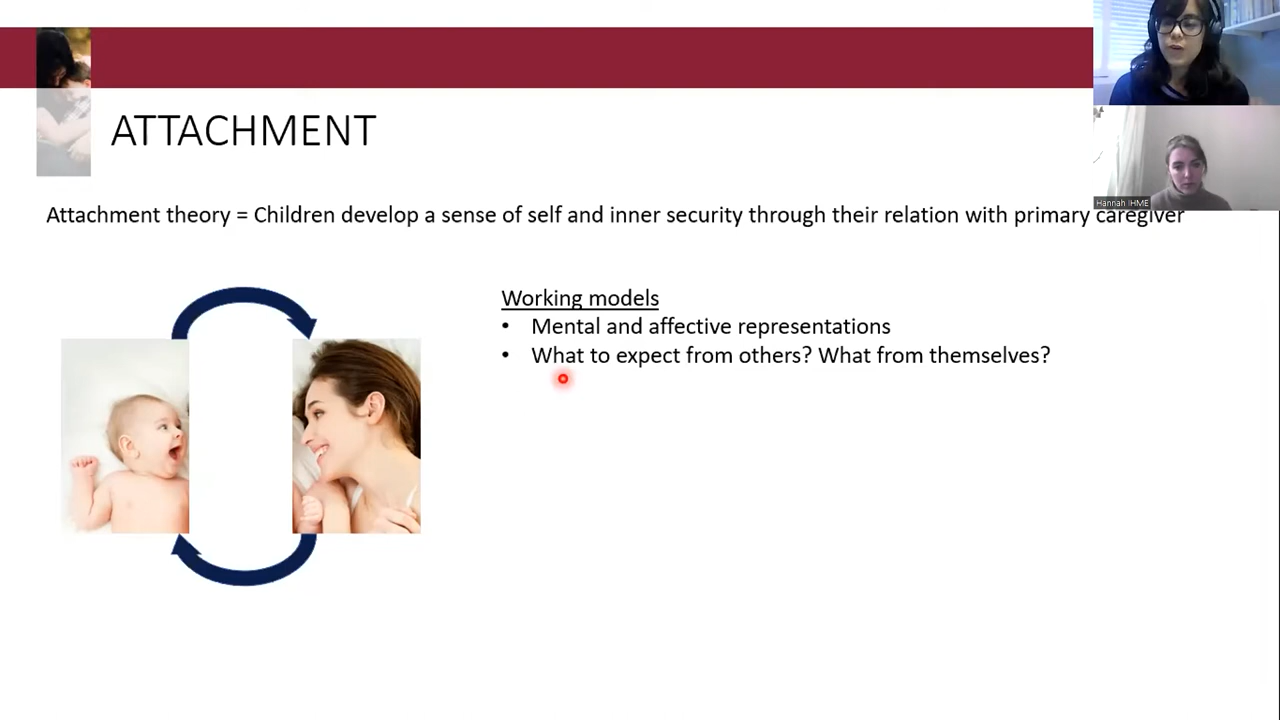 ATTACHMENT
Hannah IHME
Attachment theory = Children develop a sense of self and inner security through their relation with primary caregiver
Working models
• Mental and affective representations
• What to expect from others? What from themselves?